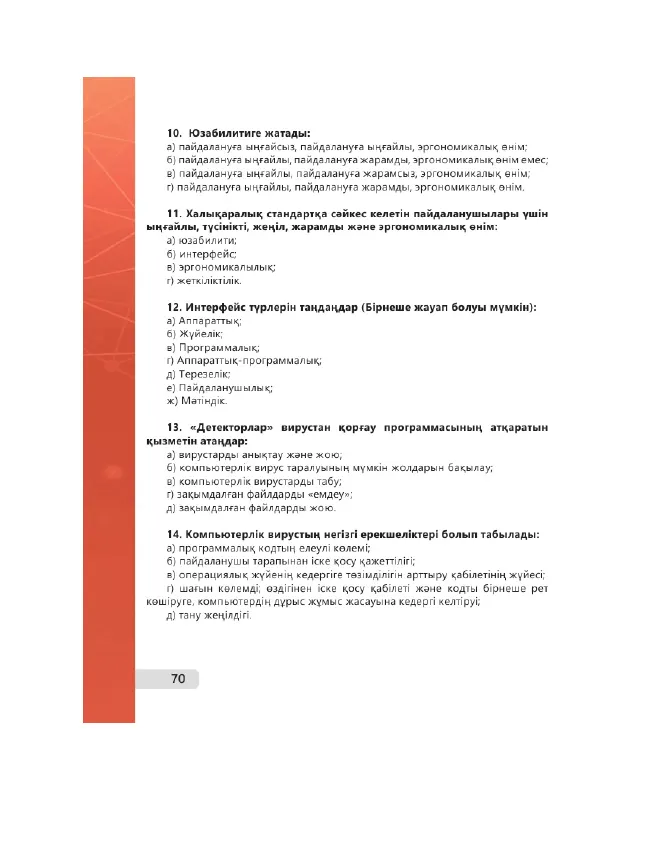 10. Юзабилитиге жатады:
а) пайдалануға ыңғайсыз, пайдалануға ыңғайлы, эргономикалық өнім;
б) пайдалануға ыңғайлы, пайдалануға жарамды, эргономикалық өнім емес;
в) пайдалануға ыңғайлы, пайдалануға жарамсыз, эргономикалық өнім;
г) пайдалануға ыңғайлы, пайдалануға жарамды, эргономикалық өнім.
11. Халықаралық стандартқа сәйкес келетін пайдаланушылары үшін
ыңғайлы, түсінікті, жеңіл, жарамды және эргономикалық өнім:
а) юзабилити;
б) интерфейс;
в) эргономикалылық;
г) жеткіліктілік.
12. Интерфейс түрлерін таңдаңдар (Бірнеше жауап болуы мүмкін):
а) Аппараттық;
б) Жүйелік;
в) Программалық;
г) Аппараттық-программалық;
д) Терезелік;
е) Пайдаланушылық;
ж) Мәтіндік.
13. «Детекторлар» вирустан қорғау программасының атқаратын
қызметін атаңдар:
а) вирустарды анықтау және жою;
б) компьютерлік вирус таралуының мүмкін жолдарын бақылау;
в) компьютерлік вирустарды табу;
г) зақымдалған файлдарды «емдеу»;
д) зақымдалған файлдарды жою.
14. Компьютерлік вирустың негізгі ерекшеліктері болып табылады:
а) программалық кодтың елеулі көлемі;
б) пайдаланушы тарапынан іске қосу қажеттілігі;
в) операциялық жүйенің кедергіге төзімділігін арттыру қабілетінің жүйесі;
г) шағын көлемді; өздігінен іске қосу қабілеті және кодты бірнеше рет
көшіруге, компьютердің дұрыс жұмыс жасауына кедергі келтіруі;
д) тану жеңілдігі.
70